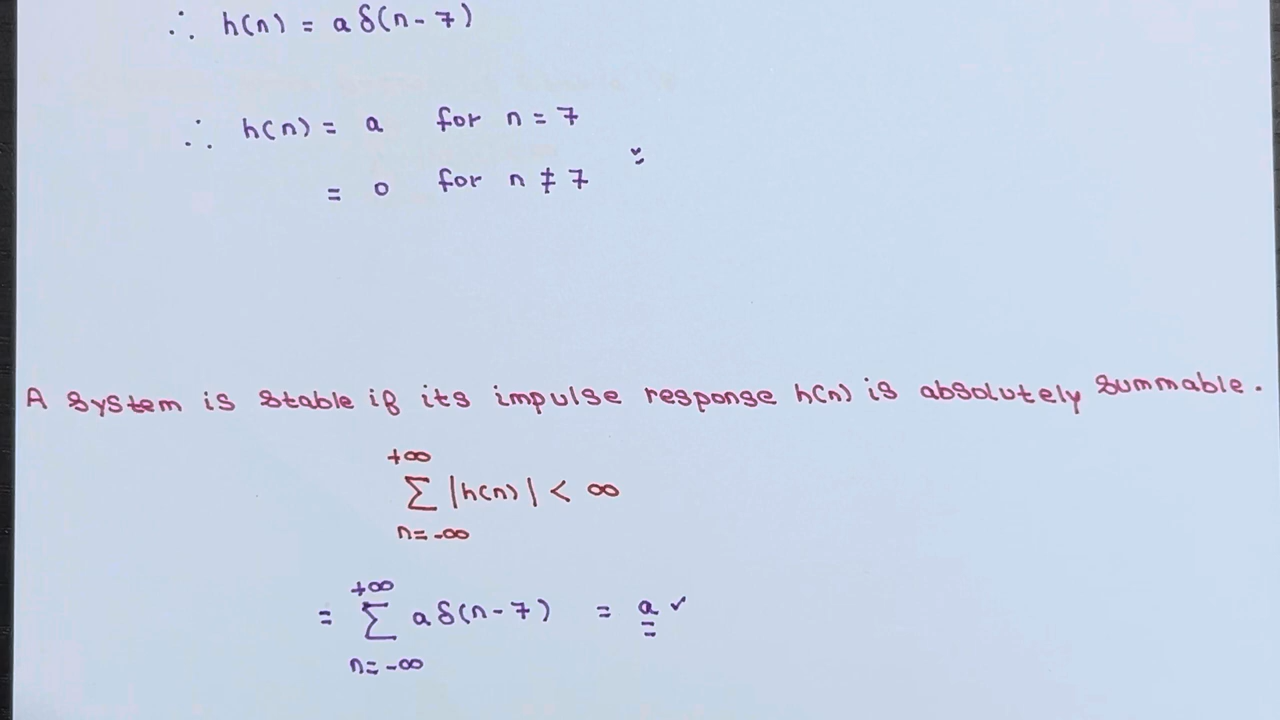 ∴ h(n) = a δ(n-7)
∴ h(n) = a for n = 7
= 0 for n ≠ 7
A system is stable if its impulse response h(n) is absolutely summable.
+∞
Σ |h(n)| < ∞
n=-∞
+∞
= Σ a δ(n-7) = a ✓
n=-∞